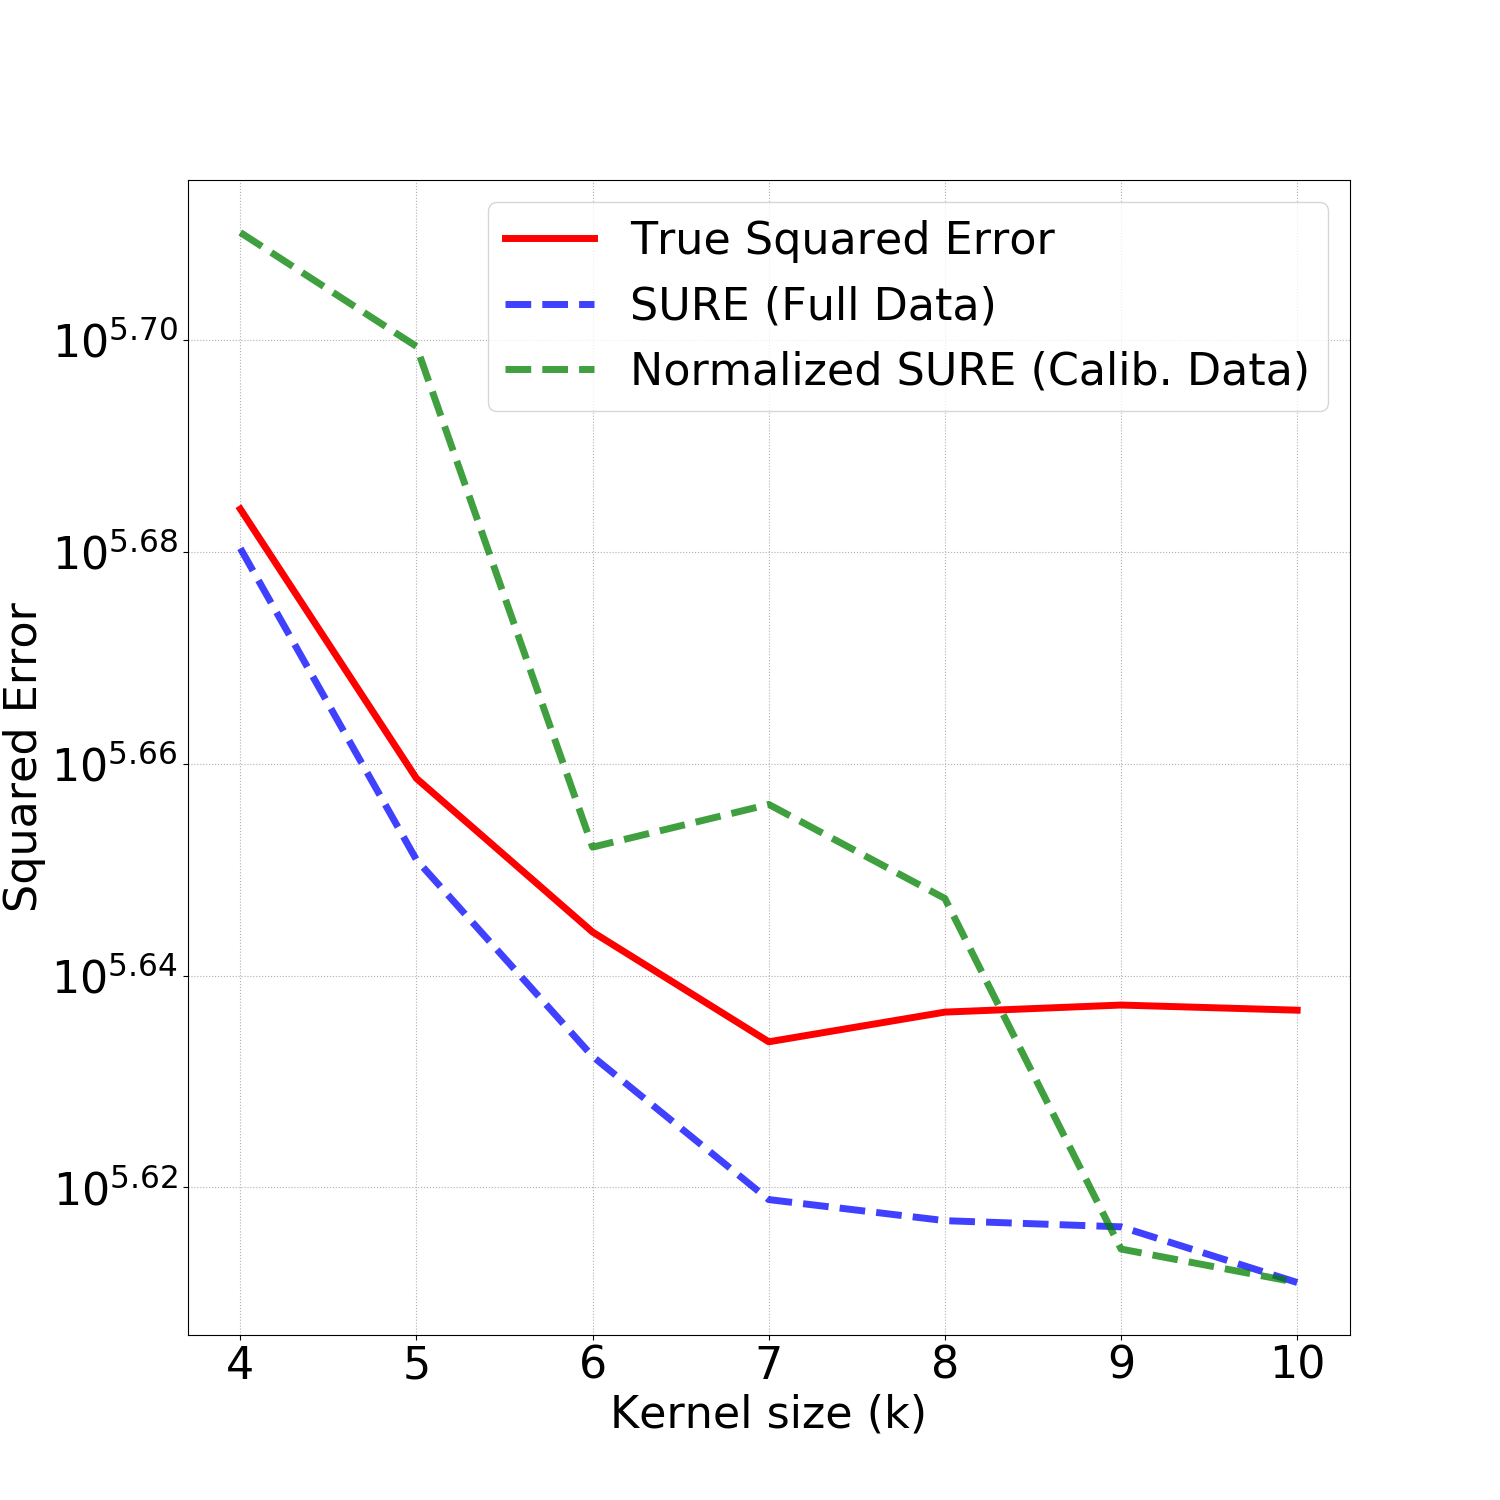 True Squared Error
SURE (Full Data)
Normalized SURE (Calib. Data)
10^5.70
10^5.68
10^5.66
10^5.64
10^5.62
Squared Error
4 5 6 7 8 9 10
Kernel size (k)